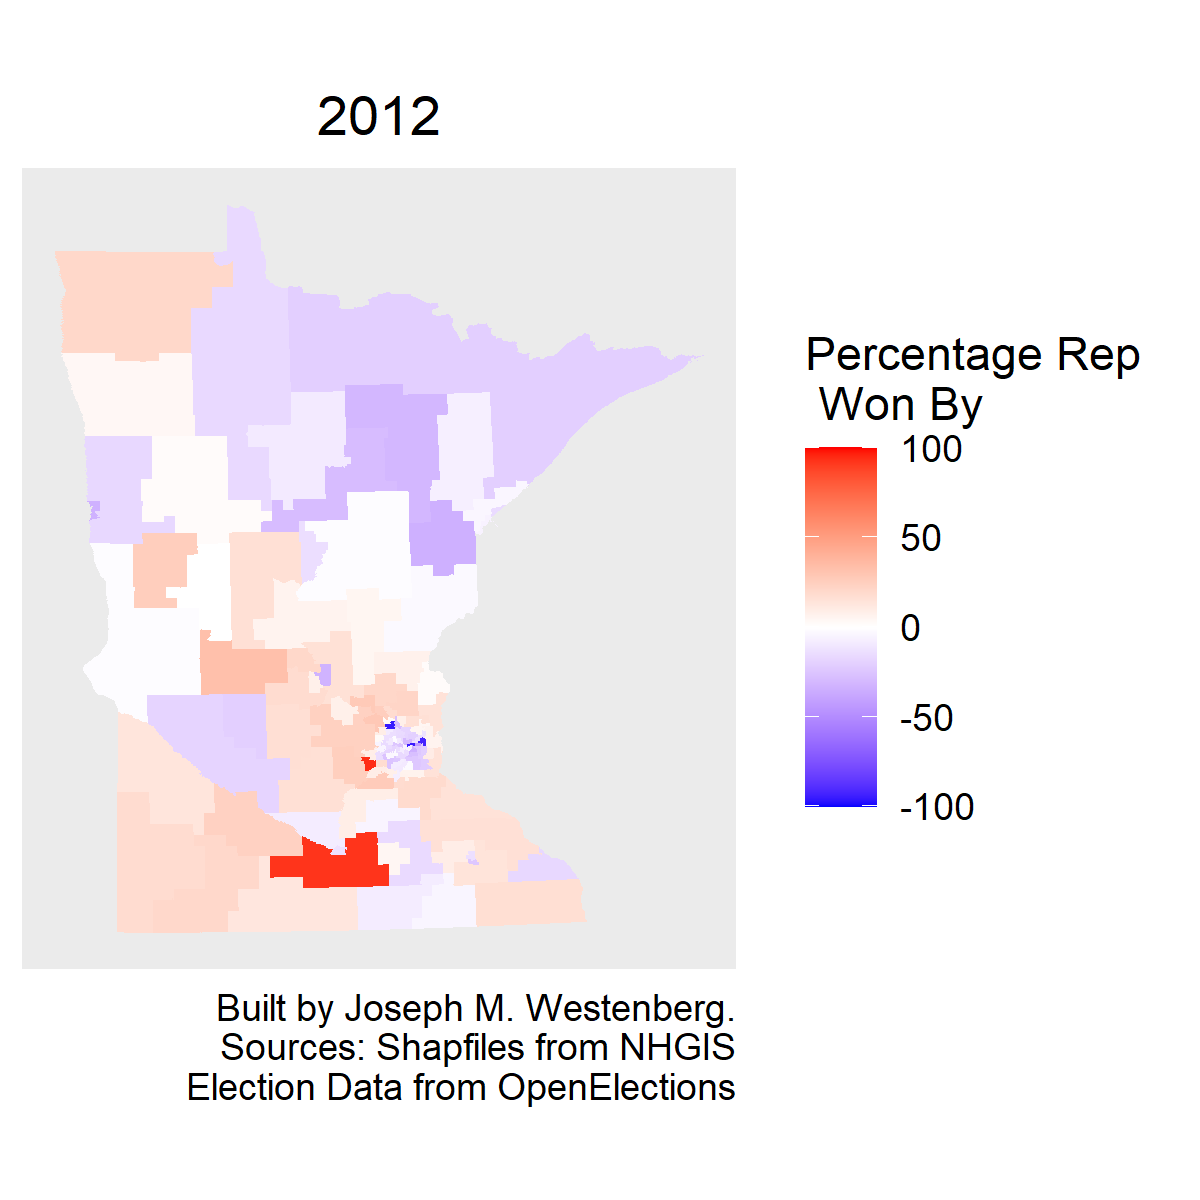 2012
Percentage Rep
Won By
100
50
0
-50
-100
Built by Joseph M. Westenberg.
Sources: Shapfiles from NHGIS
Election Data from OpenElections